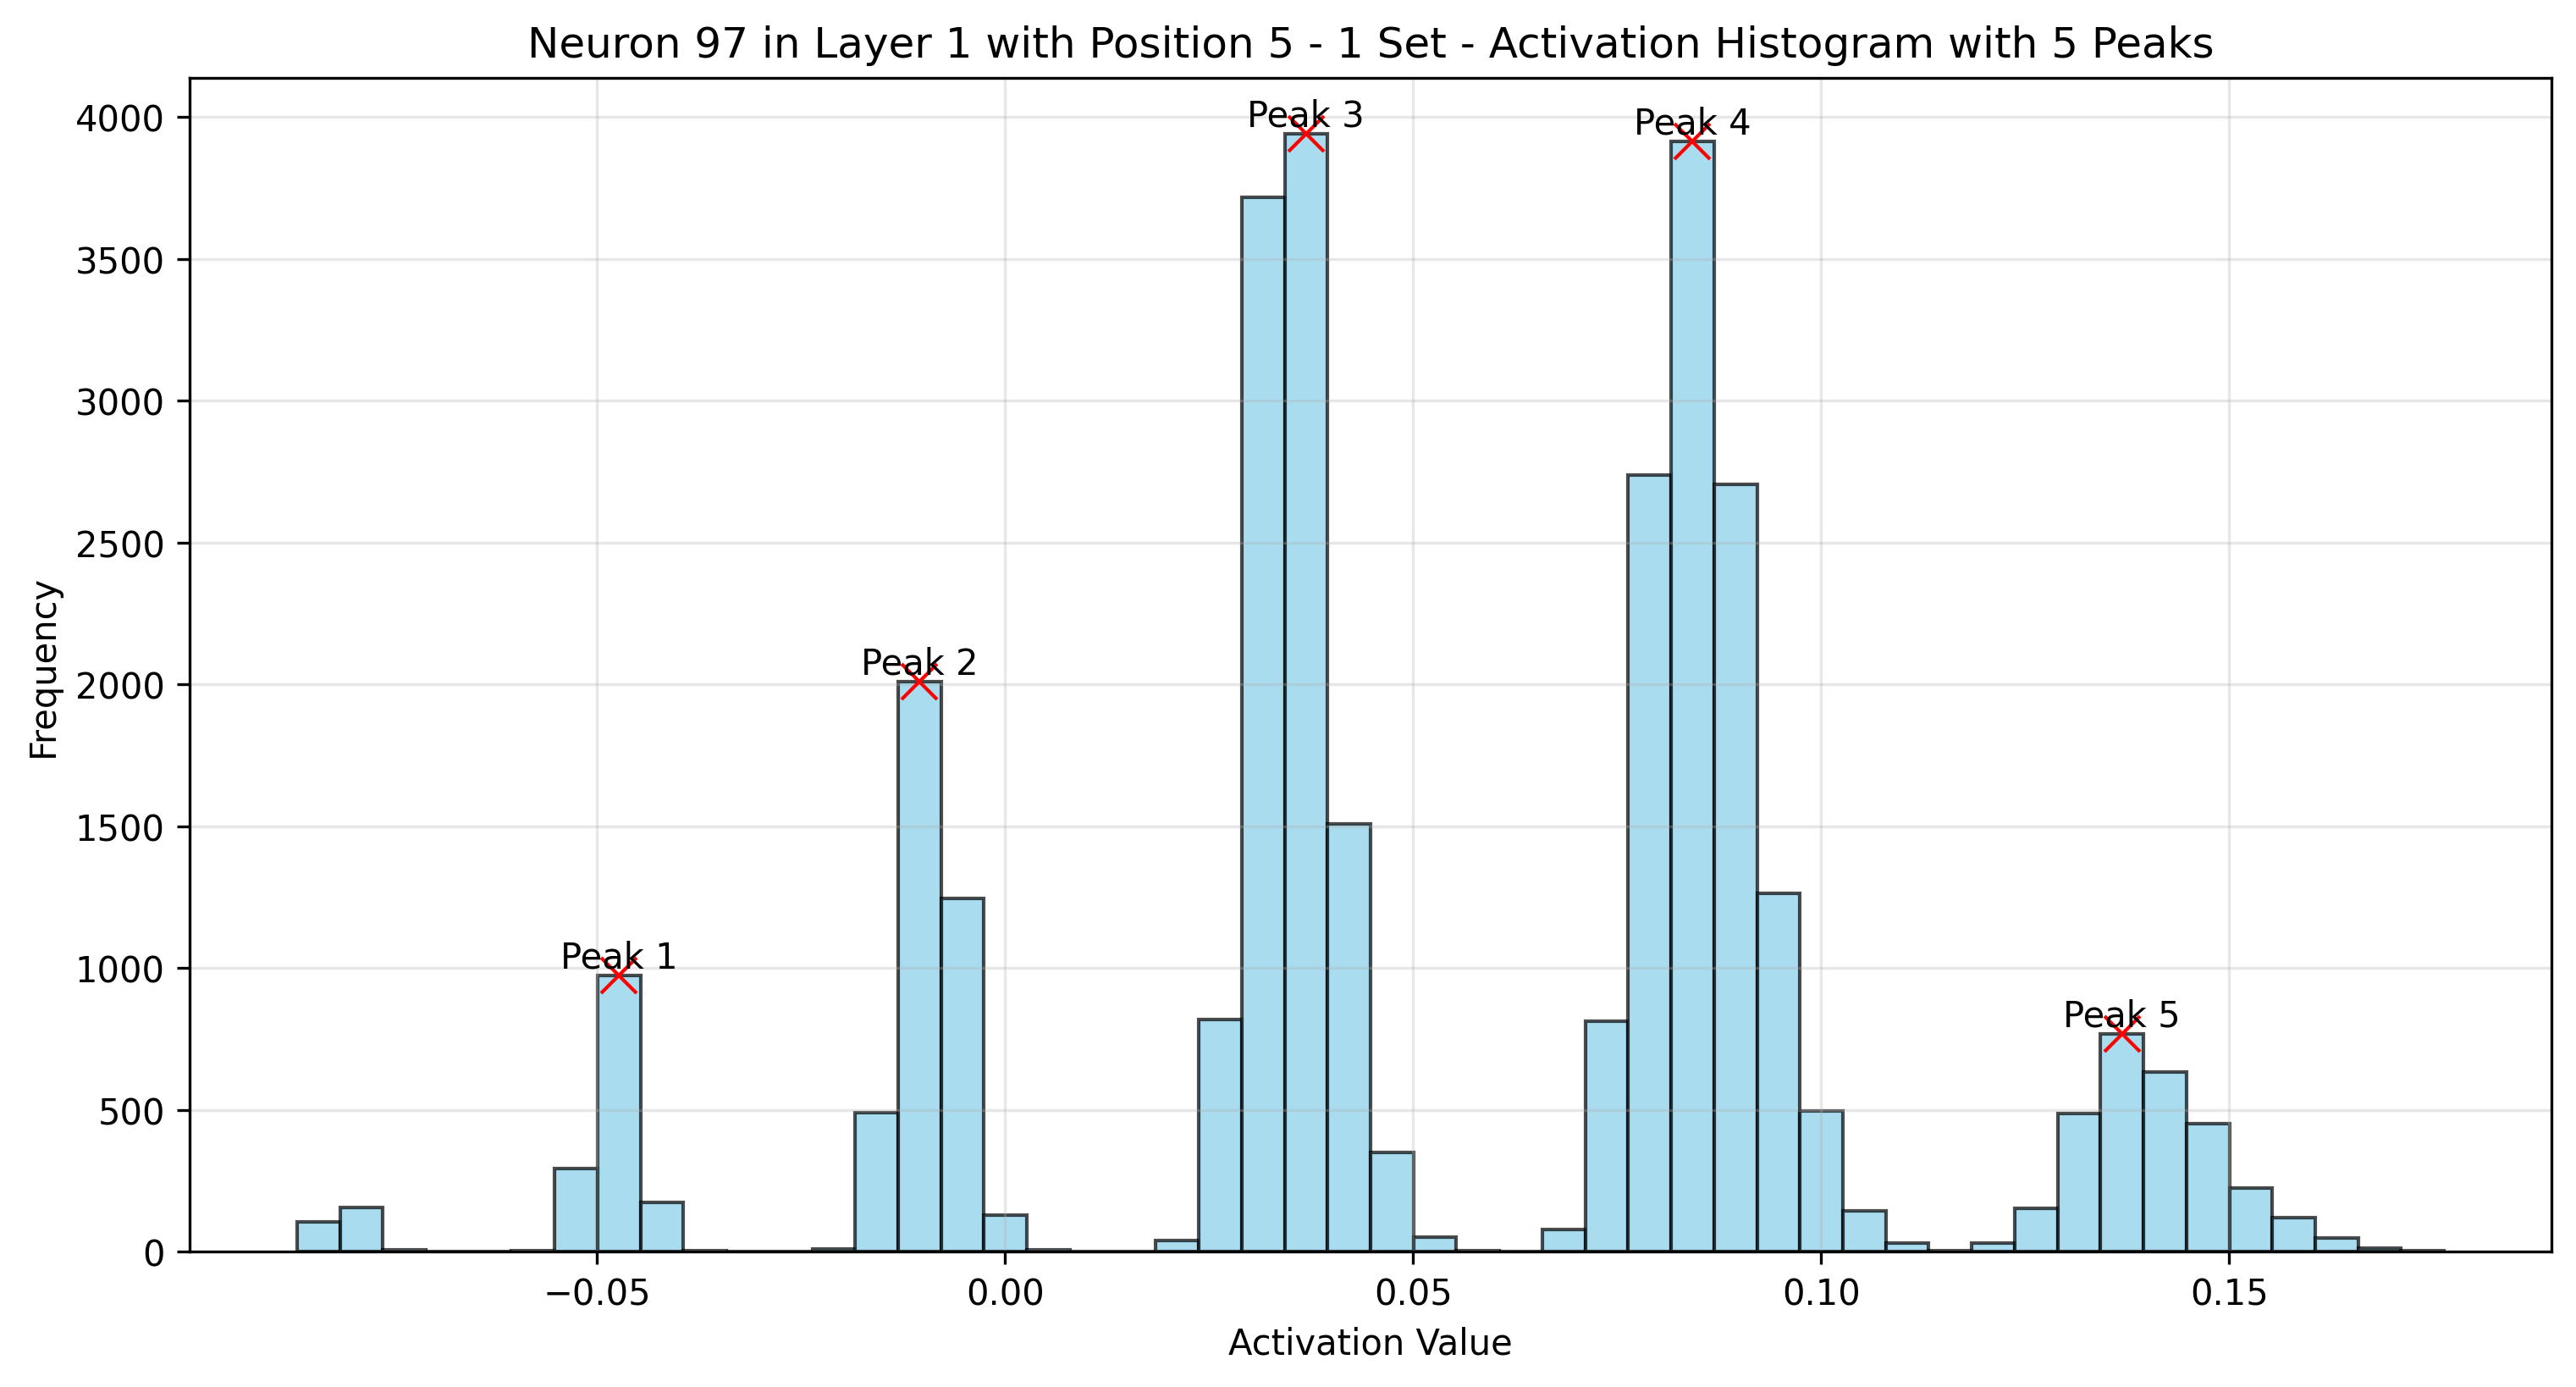 Neuron 97 in Layer 1 with Position 5 - 1 Set - Activation Histogram with 5 Peaks
4000
3500
3000
2500
2000
1500
1000
500
0
Frequency
Peak 1
Peak 2
Peak 3
Peak 4
Peak 5
−0.05
0.00
0.05
0.10
0.15
Activation Value